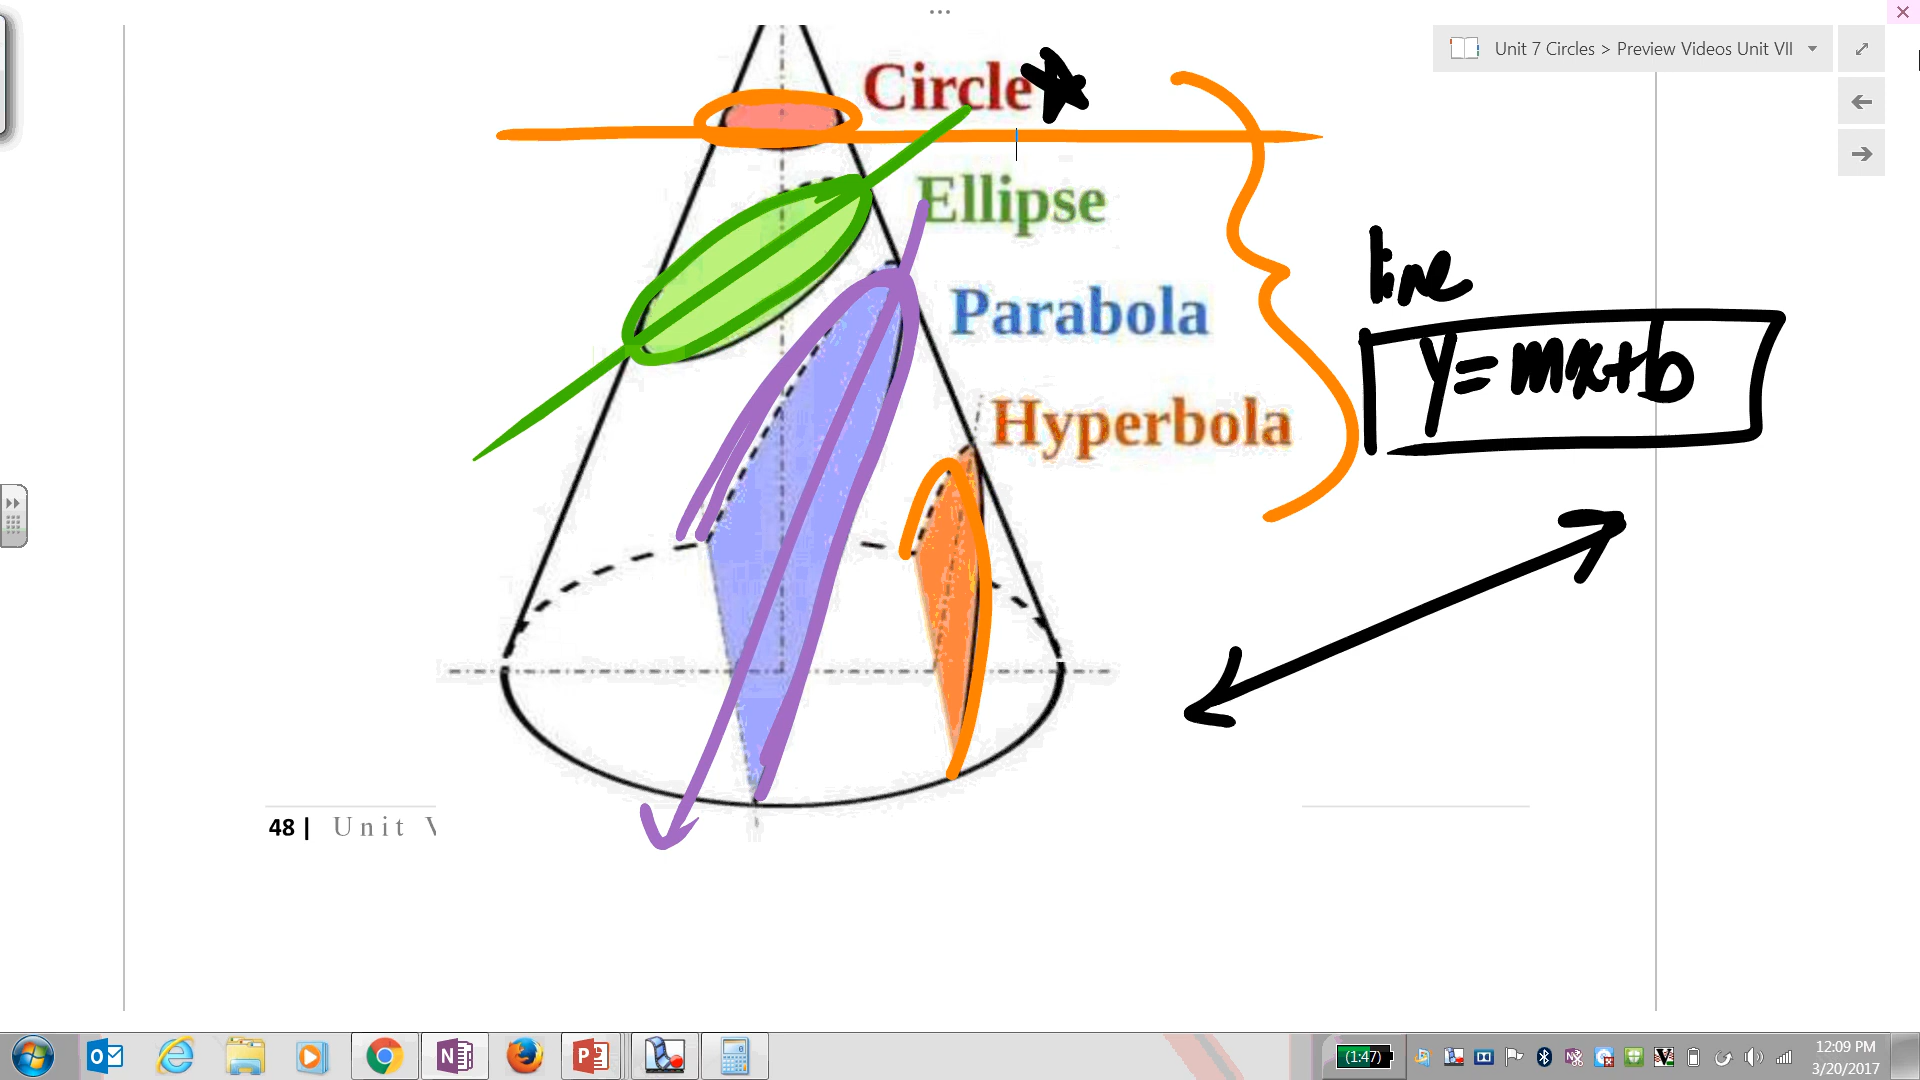 Unit 7 Circles > Preview Videos Unit VII
Circle
Ellipse
Parabola
Hyperbola
line
y=mx+b
48 | Unit V
(1:47)
12:09 PM
3/20/2017